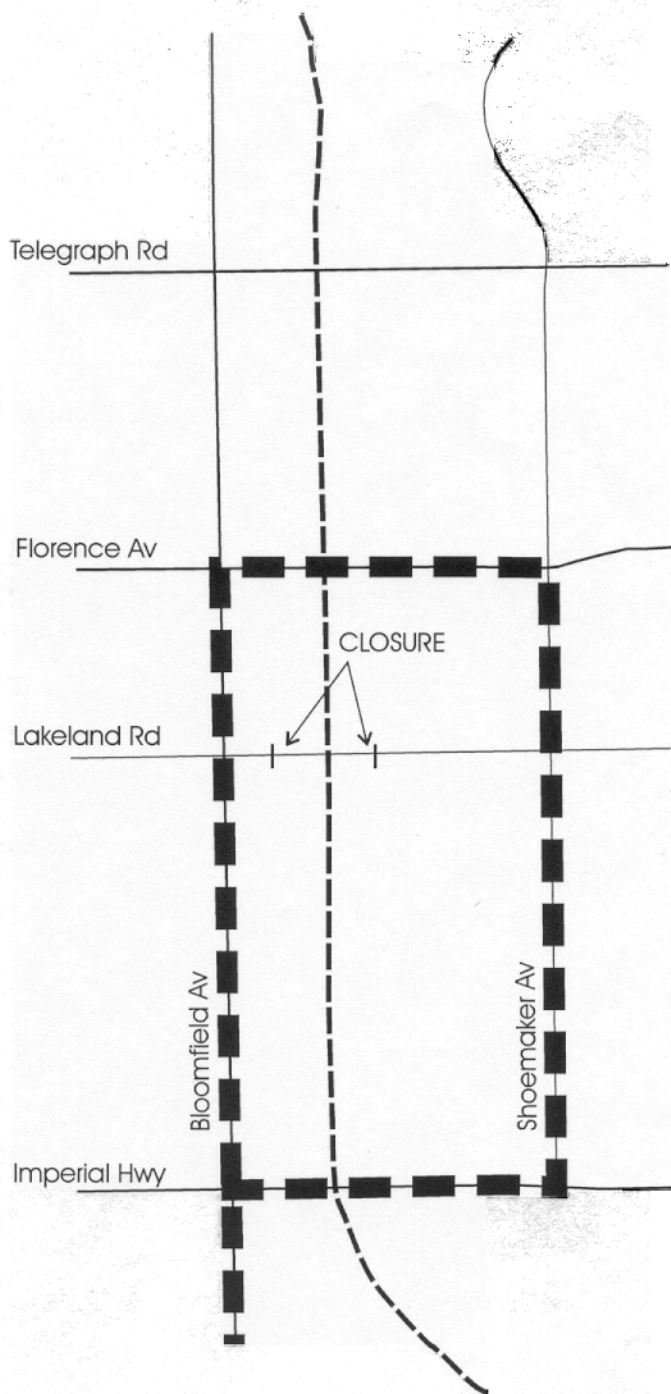 Telegraph Rd
Florence Av
CLOSURE
Lakeland Rd
Bloomfield Av
Shoemaker Av
Imperial Hwy